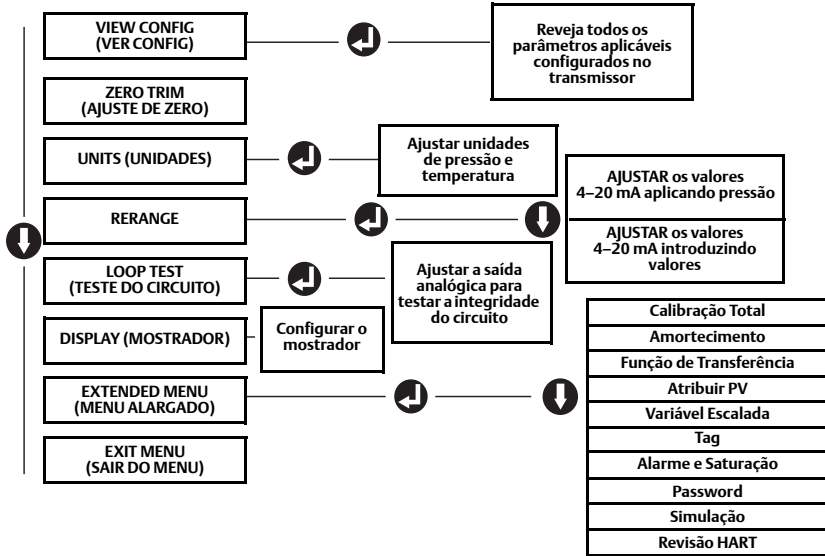 VIEW CONFIG
(VER CONFIG)
Reveja todos os
parâmetros aplicáveis
configurados no
transmissor
ZERO TRIM
(AJUSTE DE ZERO)
UNITS (UNIDADES)
Ajustar unidades
de pressão e
temperatura
RERANGE
AJUSTAR os valores
4–20 mA aplicando pressão
AJUSTAR os valores
4–20 mA introduzindo
valores
LOOP TEST
(TESTE DO CIRCUITO)
Ajustar a saída
analógica para
testar a integridade
do circuito
DISPLAY (MOSTRADOR)
Configurar o
mostrador
EXTENDED MENU
(MENU ALARGADO)
Calibração Total
Amortecimento
Função de Transferência
Atribuir PV
Variável Escalada
Tag
Alarme e Saturação
Password
Simulação
Revisão HART
EXIT MENU
(SAIR DO MENU)